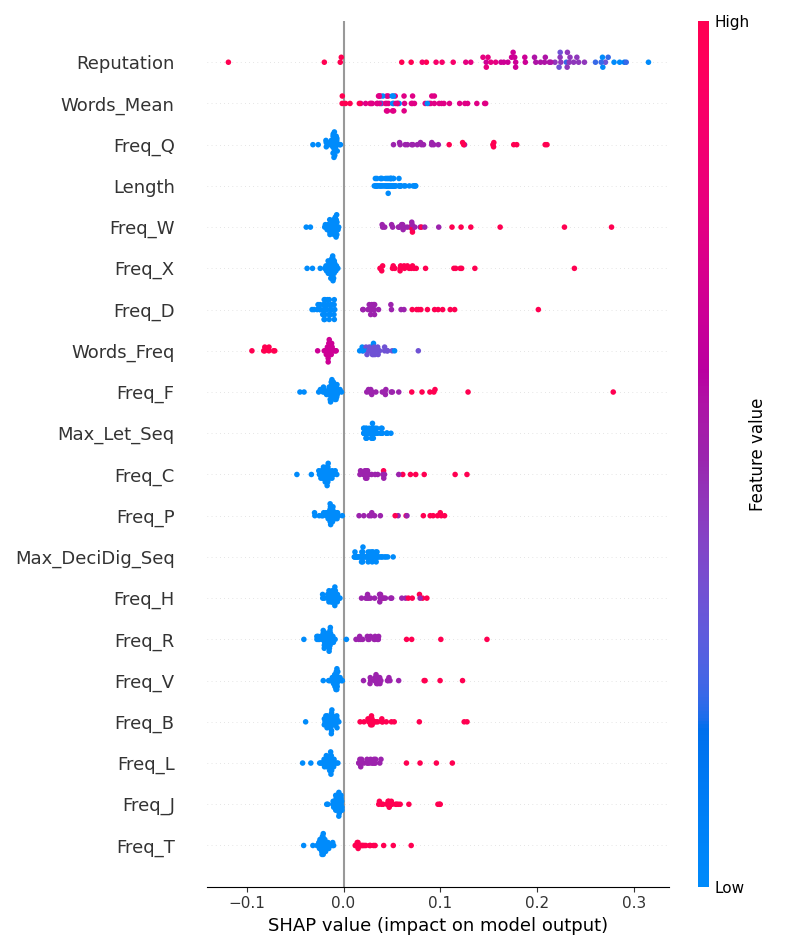 High
Reputation
Words_Mean
Freq_Q
Length
Freq_W
Freq_X
Freq_D
Words_Freq
Freq_F
Max_Let_Seq
Freq_C
Freq_P
Max_DeciDig_Seq
Freq_H
Freq_R
Freq_V
Freq_B
Freq_L
Freq_J
Freq_T
Feature value
Low
−0.1 0.0 0.1 0.2 0.3
SHAP value (impact on model output)